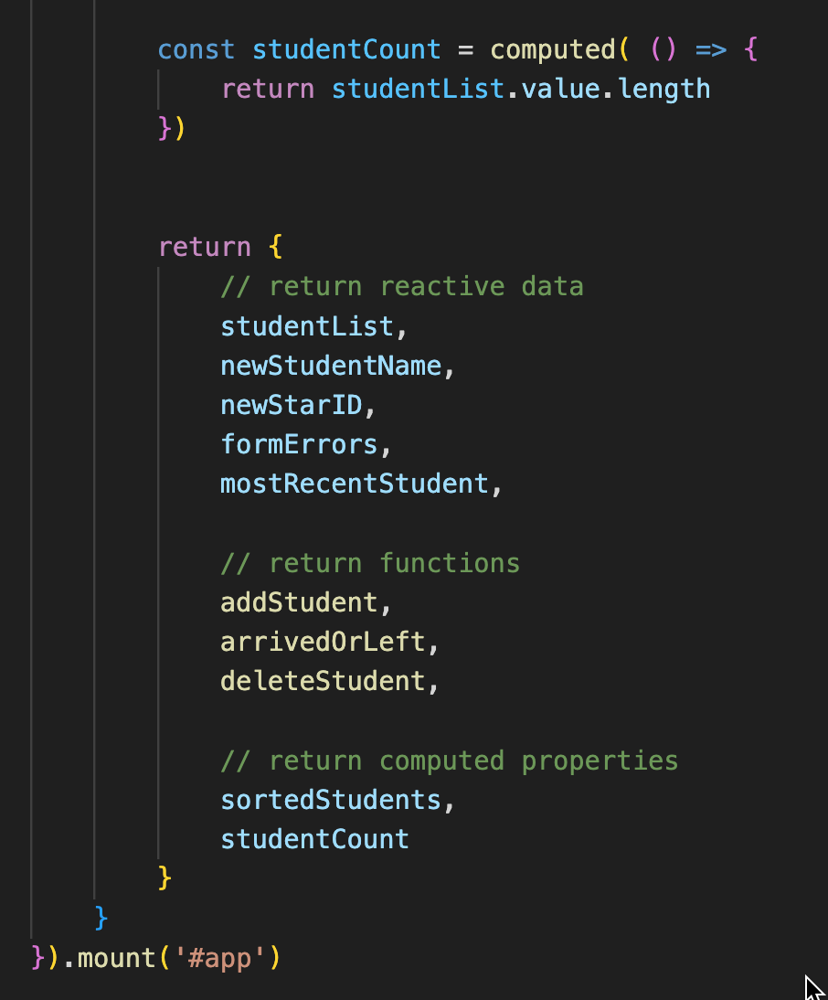 const studentCount = computed( () => {
return studentList.value.length
})
return {
// return reactive data
studentList,
newStudentName,
newStarID,
formErrors,
mostRecentStudent,
// return functions
addStudent,
arrivedOrLeft,
deleteStudent,
// return computed properties
sortedStudents,
studentCount
}
}
}).mount('#app')